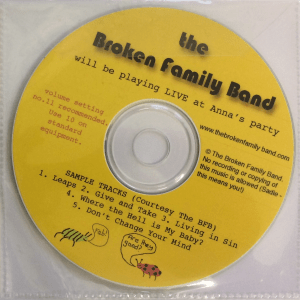 the
Broken Family Band
will be playing LIVE at Anna's party
volume setting
no.11 recommended.
Use 10 on
standard
equipment.
www.thebrokenfamilyband.com
© The Broken Family Band.
No recording or copying of
this music is allowed (Sadie -
this means you!)
SAMPLE TRACKS (Courtesy The BFB)
1. Leaps 2. Give and Take 3. Living in Sin
4. Where the Hell is My Baby?
5. Don't Change Your Mind
Are they
good?